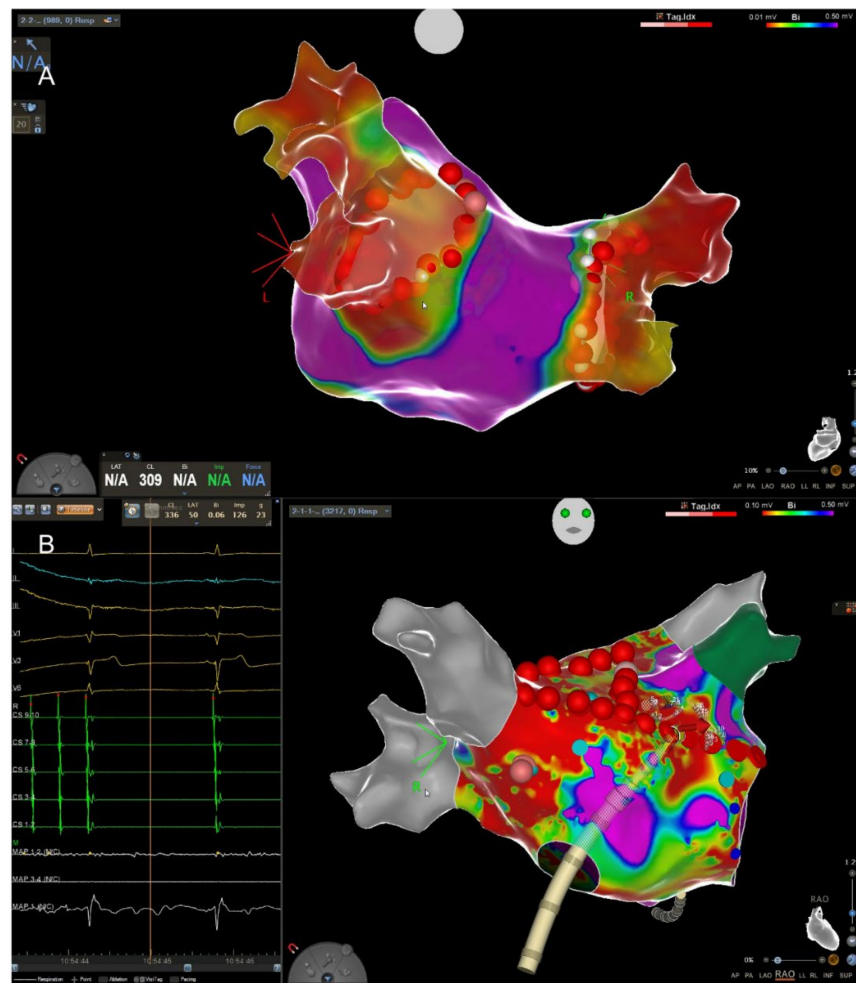 2-2-... (989, 0) Resp
Tag.Idx
0.01 mV Bi 0.50 mV
N/A
A
20
L
R
1.2
LAT CL Bi Imp Force
N/A 309 N/A N/A N/A
10%
AP PA LAO RAO LL RL INF SUP
B
CL LAT Bi Imp g
336 50 0.06 126 23
2-1-1-... (3217, 0) Resp
Tag.Idx
0.10 mV Bi 0.50 mV
I
II
III
V1
V6
R
CS 9-10
CS 7-8
CS 5-6
CS 3-4
CS 1-2
M
MAP 1-2 (N/C)
MAP 3-4 (N/C)
MAP 1 (N/C)
R
RAO
10:54:44 10:54:45 10:54:46
0%
Respiration Point Ablation VisiTag Pacing
AP PA LAO RAO LL RL INF SUP